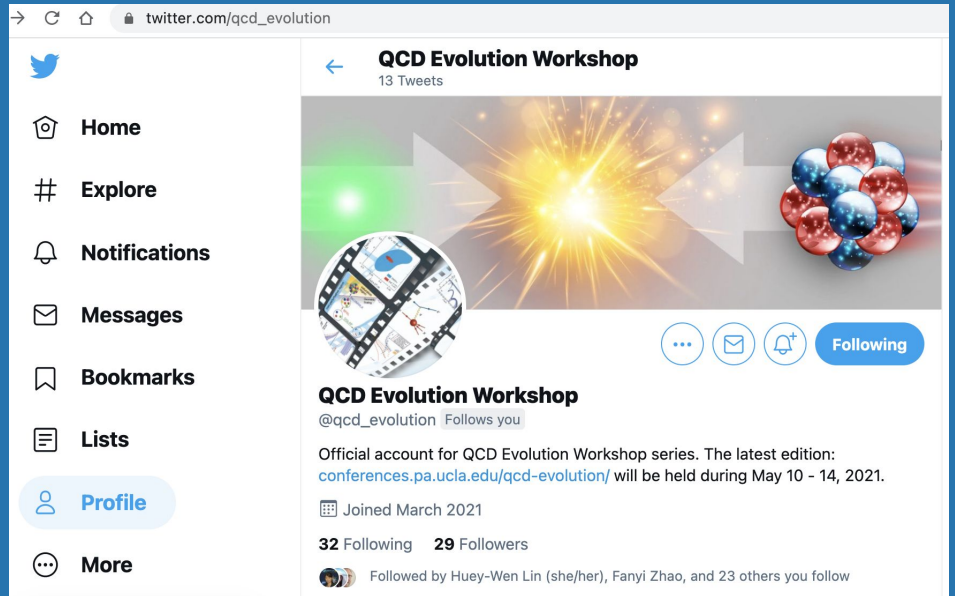 twitter.com/qcd_evolution
QCD Evolution Workshop
13 Tweets
Home
Explore
Notifications
Messages
Bookmarks
Lists
Profile
More
Following
QCD Evolution Workshop
@qcd_evolution Follows you
Official account for QCD Evolution Workshop series. The latest edition:
conferences.pa.ucla.edu/qcd-evolution/ will be held during May 10 - 14, 2021.
Joined March 2021
32 Following 29 Followers
Followed by Huey-Wen Lin (she/her), Fanyi Zhao, and 23 others you follow